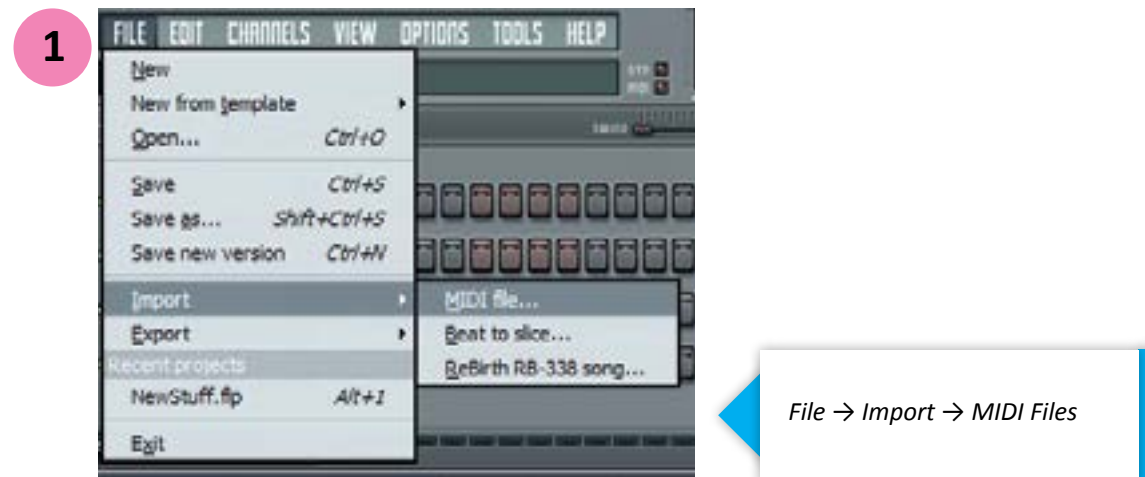 1
FILE EDIT CHANNELS VIEW OPTIONS TOOLS HELP
New
New from template
Open... Ctrl+O
Save Ctrl+S
Save as... Shift+Ctrl+S
Save new version Ctrl+N
Import MIDI file...
Export Beat to slice...
Recent projects ReBirth RB-338 song...
NewStuff.flp Alt+1
Exit
File → Import → MIDI Files